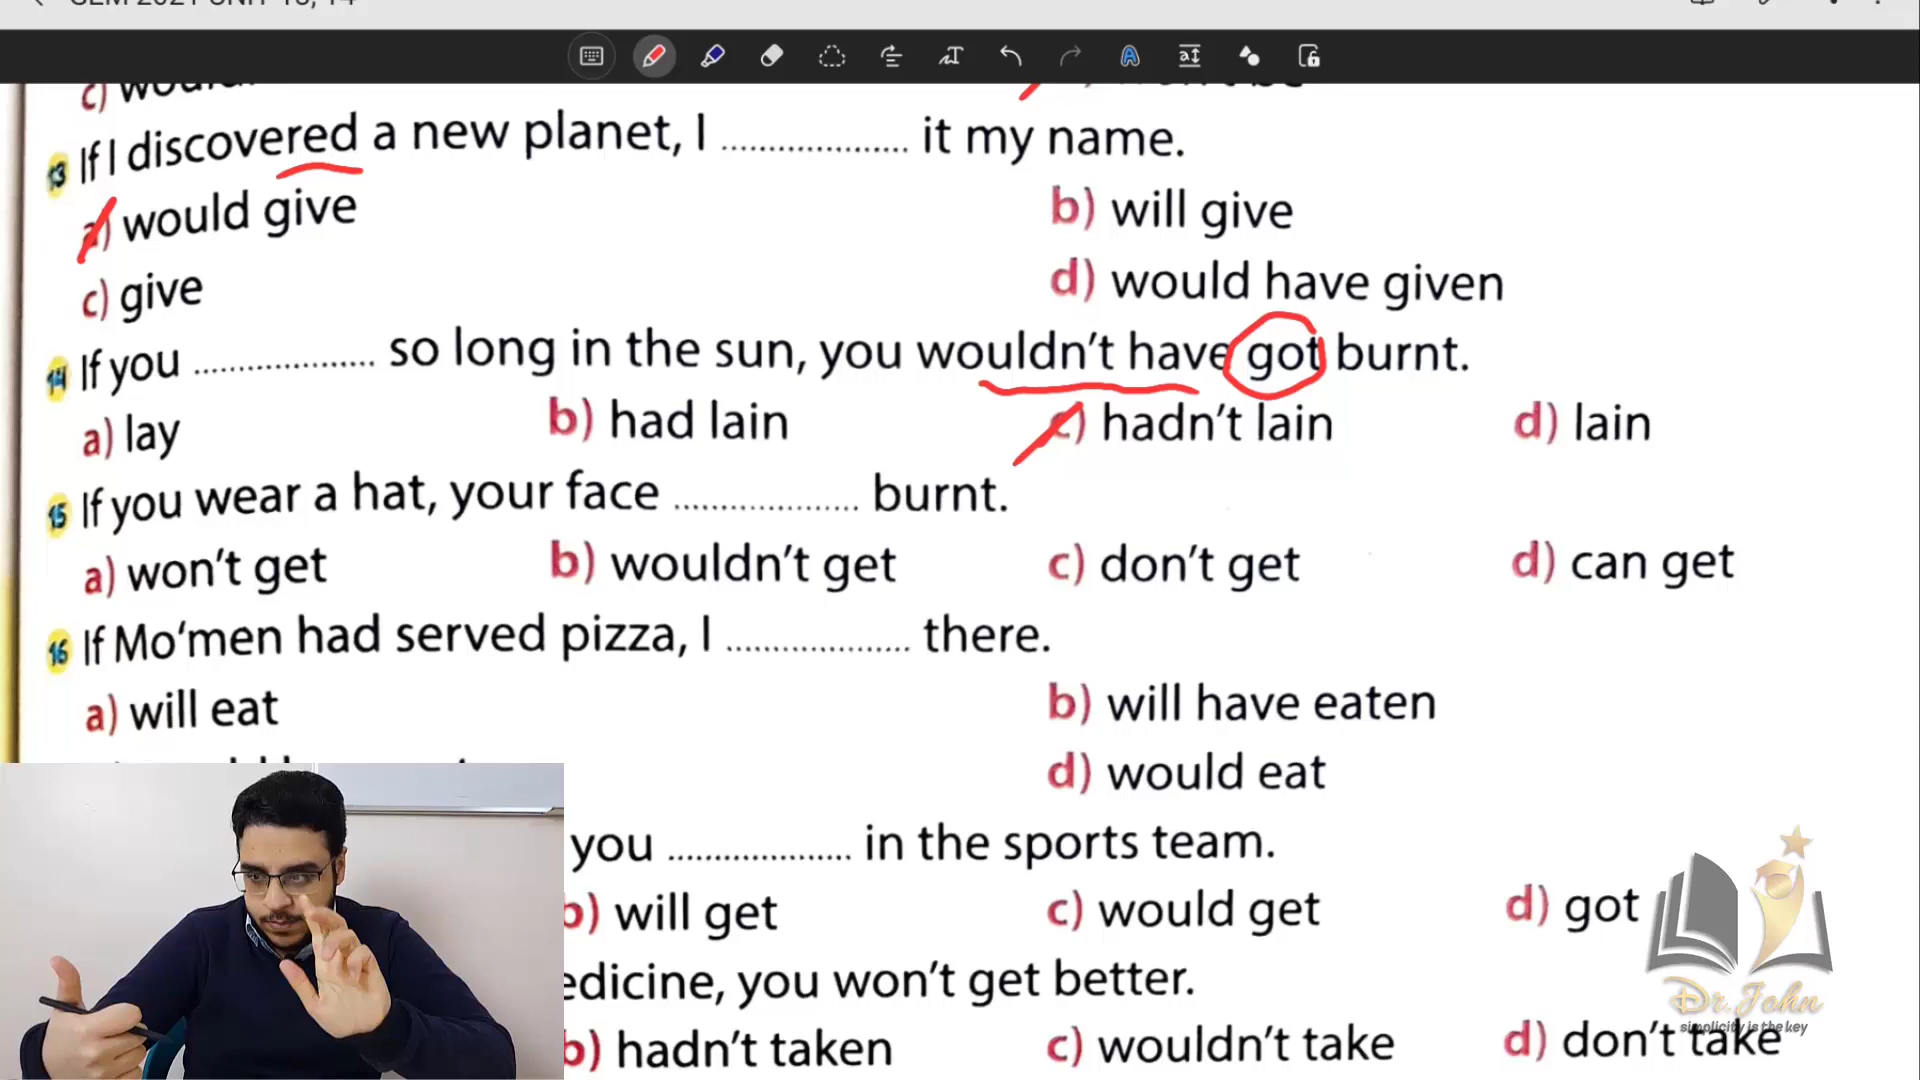 13 If I discovered a new planet, I .................... it my name.
a) would give b) will give
c) give d) would have given
14 If you .................... so long in the sun, you wouldn't have got burnt.
a) lay b) had lain c) hadn't lain d) lain
15 If you wear a hat, your face .................... burnt.
a) won't get b) wouldn't get c) don't get d) can get
16 If Mo'men had served pizza, I .................... there.
a) will eat b) will have eaten
d) would eat
you .................... in the sports team.
b) will get c) would get d) got
edicine, you won't get better.
b) hadn't taken c) wouldn't take d) don't take
Dr.John
simplicity is the key